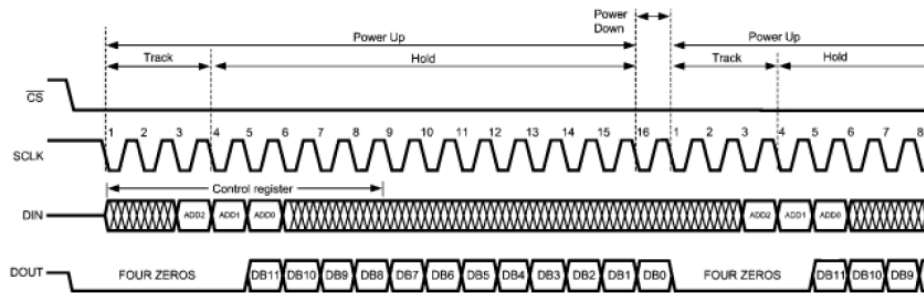 Power Down
Power Up
Power Up
Track
Hold
Track
Hold
CS
1 2 3 4 5 6 7 8 9 10 11 12 13 14 15 16 1 2 3 4 5 6 7 8
SCLK
Control register
DIN ADD2 ADD1 ADD0 ADD2 ADD1 ADD0
DOUT FOUR ZEROS DB11 DB10 DB9 DB8 DB7 DB6 DB5 DB4 DB3 DB2 DB1 DB0 FOUR ZEROS DB11 DB10 DB9